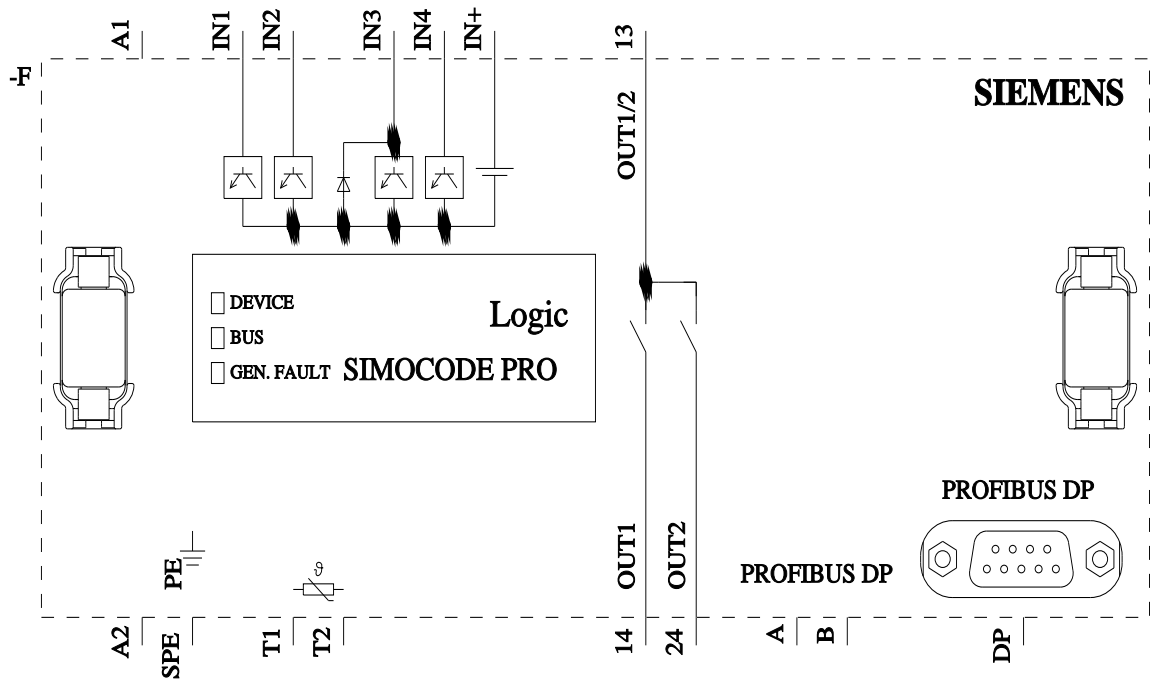 A1
IN1
IN2
IN3
IN4
IN+
13
-F
SIEMENS
OUT1/2
DEVICE
BUS
GEN. FAULT
Logic
SIMOCODE PRO
PROFIBUS DP
PE
ϑ
OUT1
OUT2
PROFIBUS DP
A2
SPE
T1
T2
14
24
A
B
DP